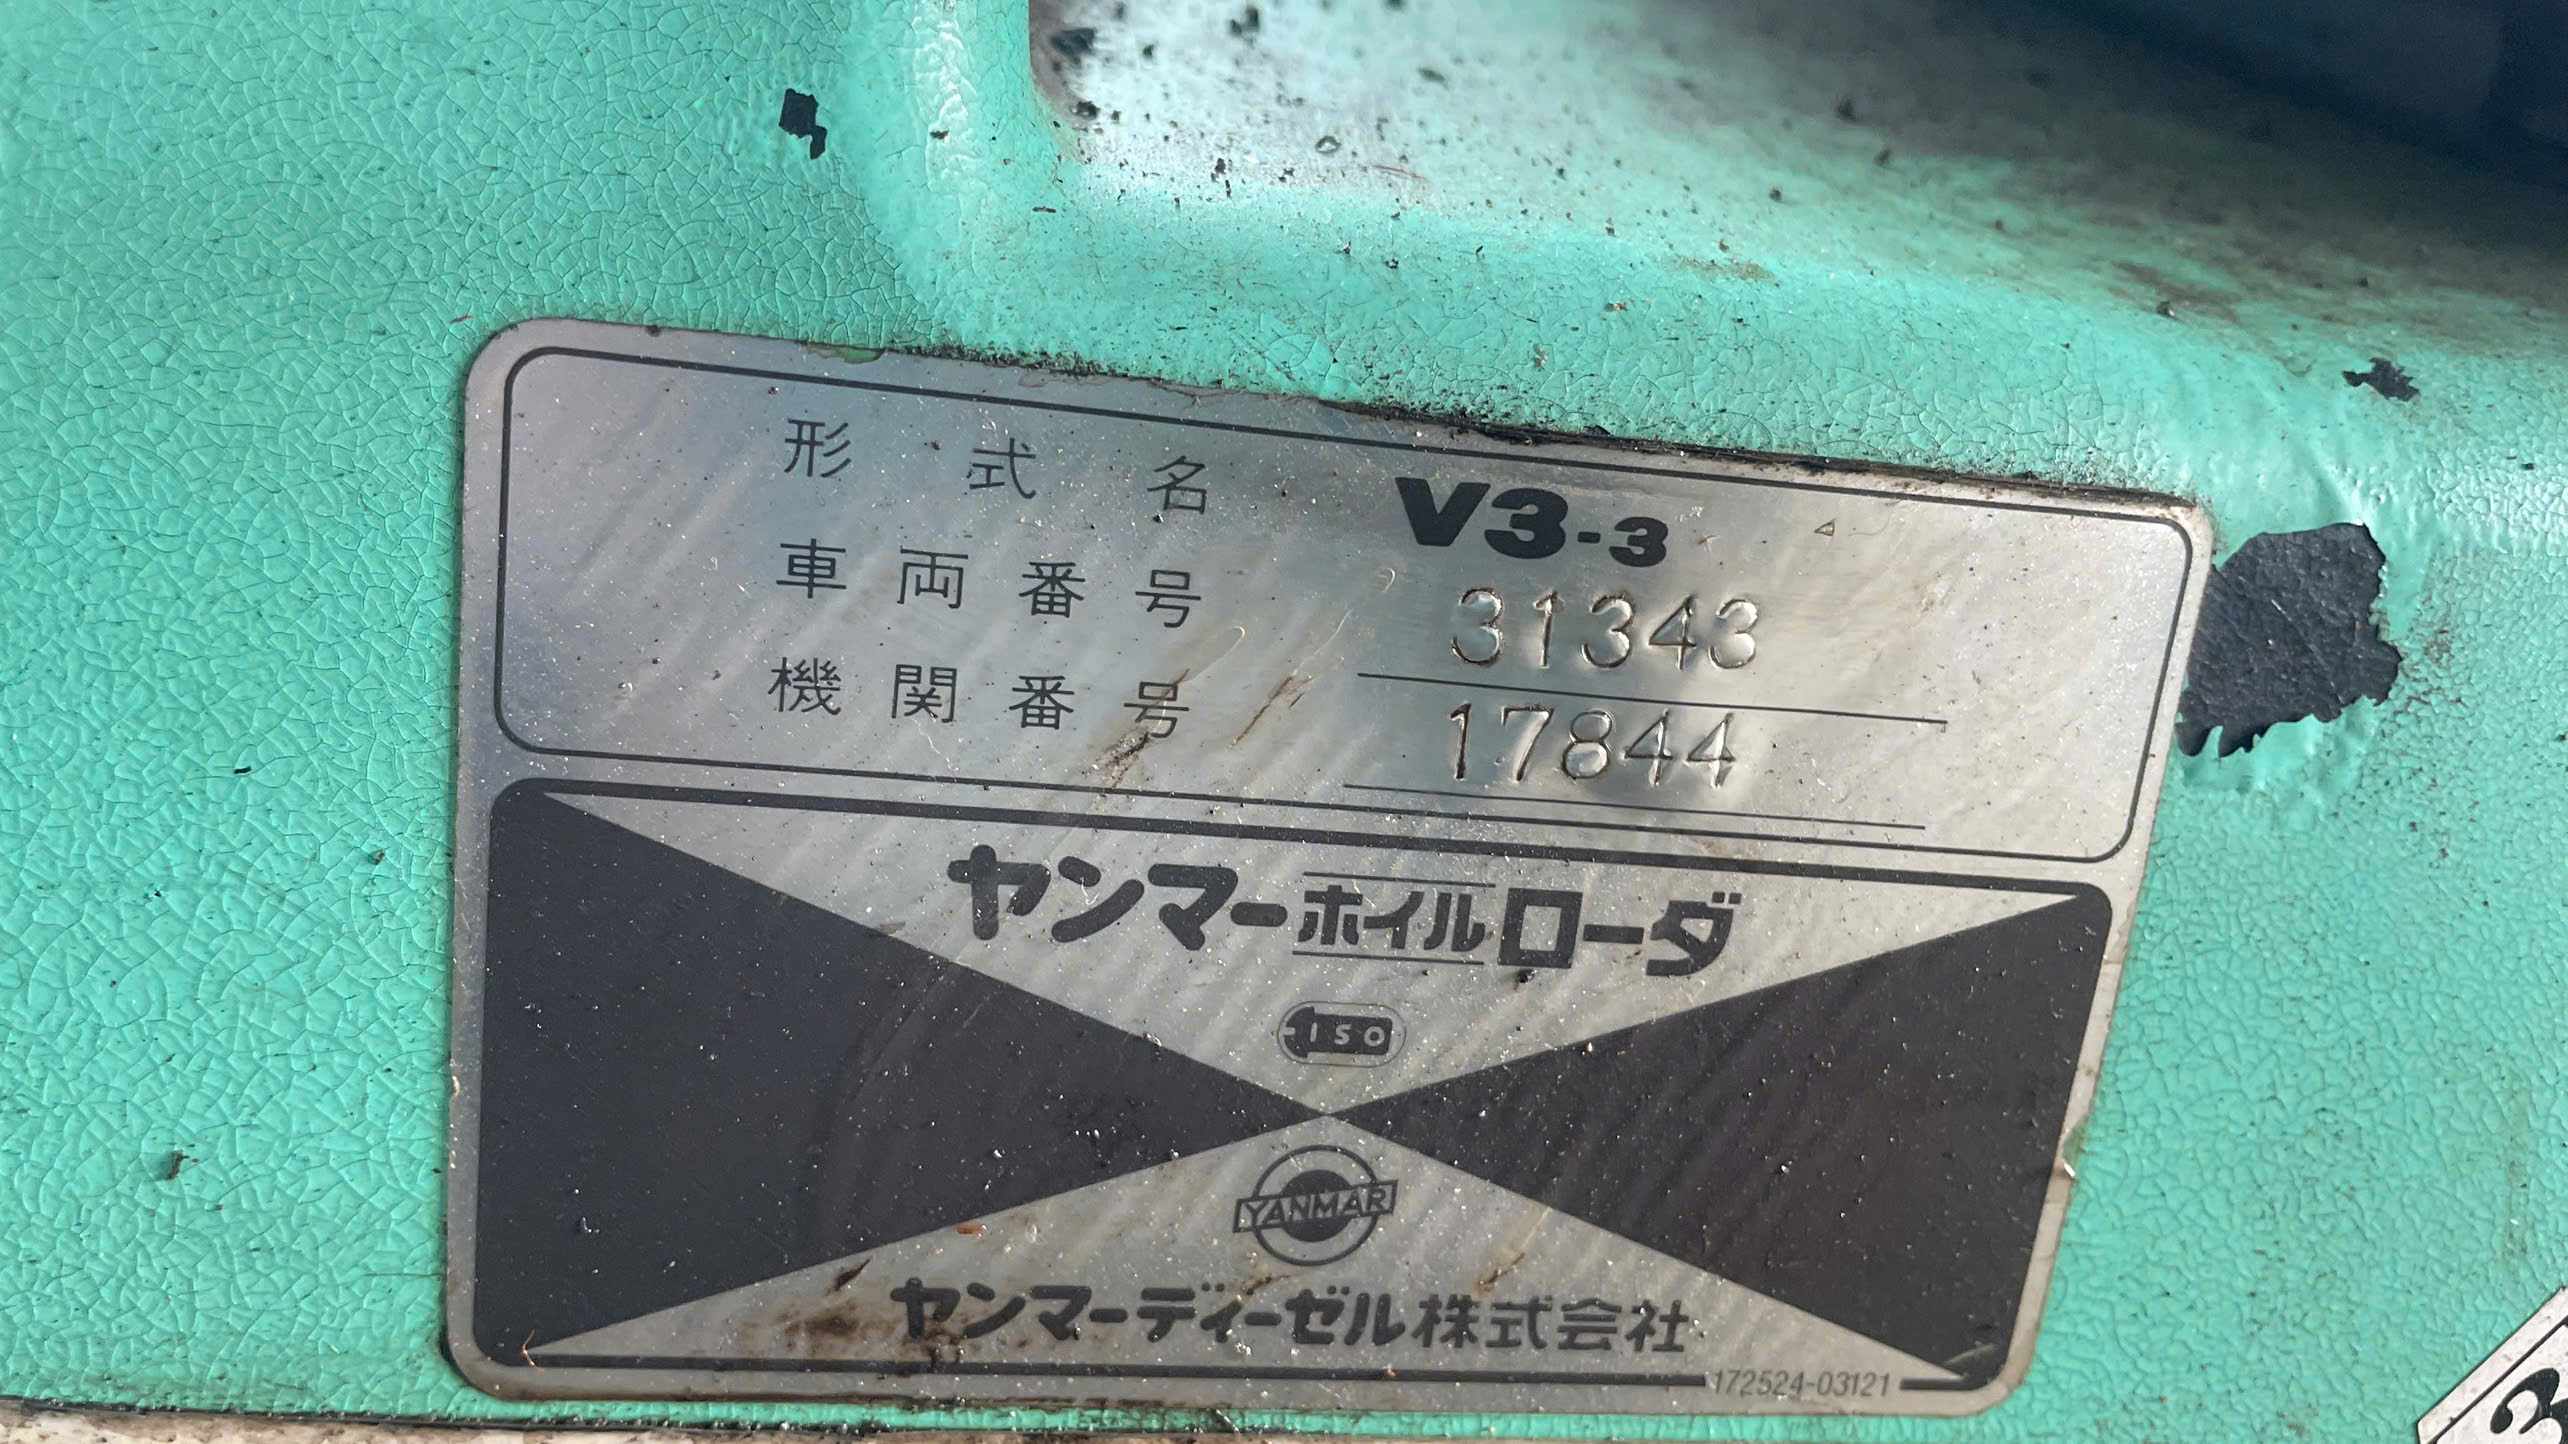 形式名 V3-3
車両番号 31343
機関番号 17844
ヤンマーホイルローダ
ISO
YANMAR
ヤンマーディーゼル株式会社
172524-03121